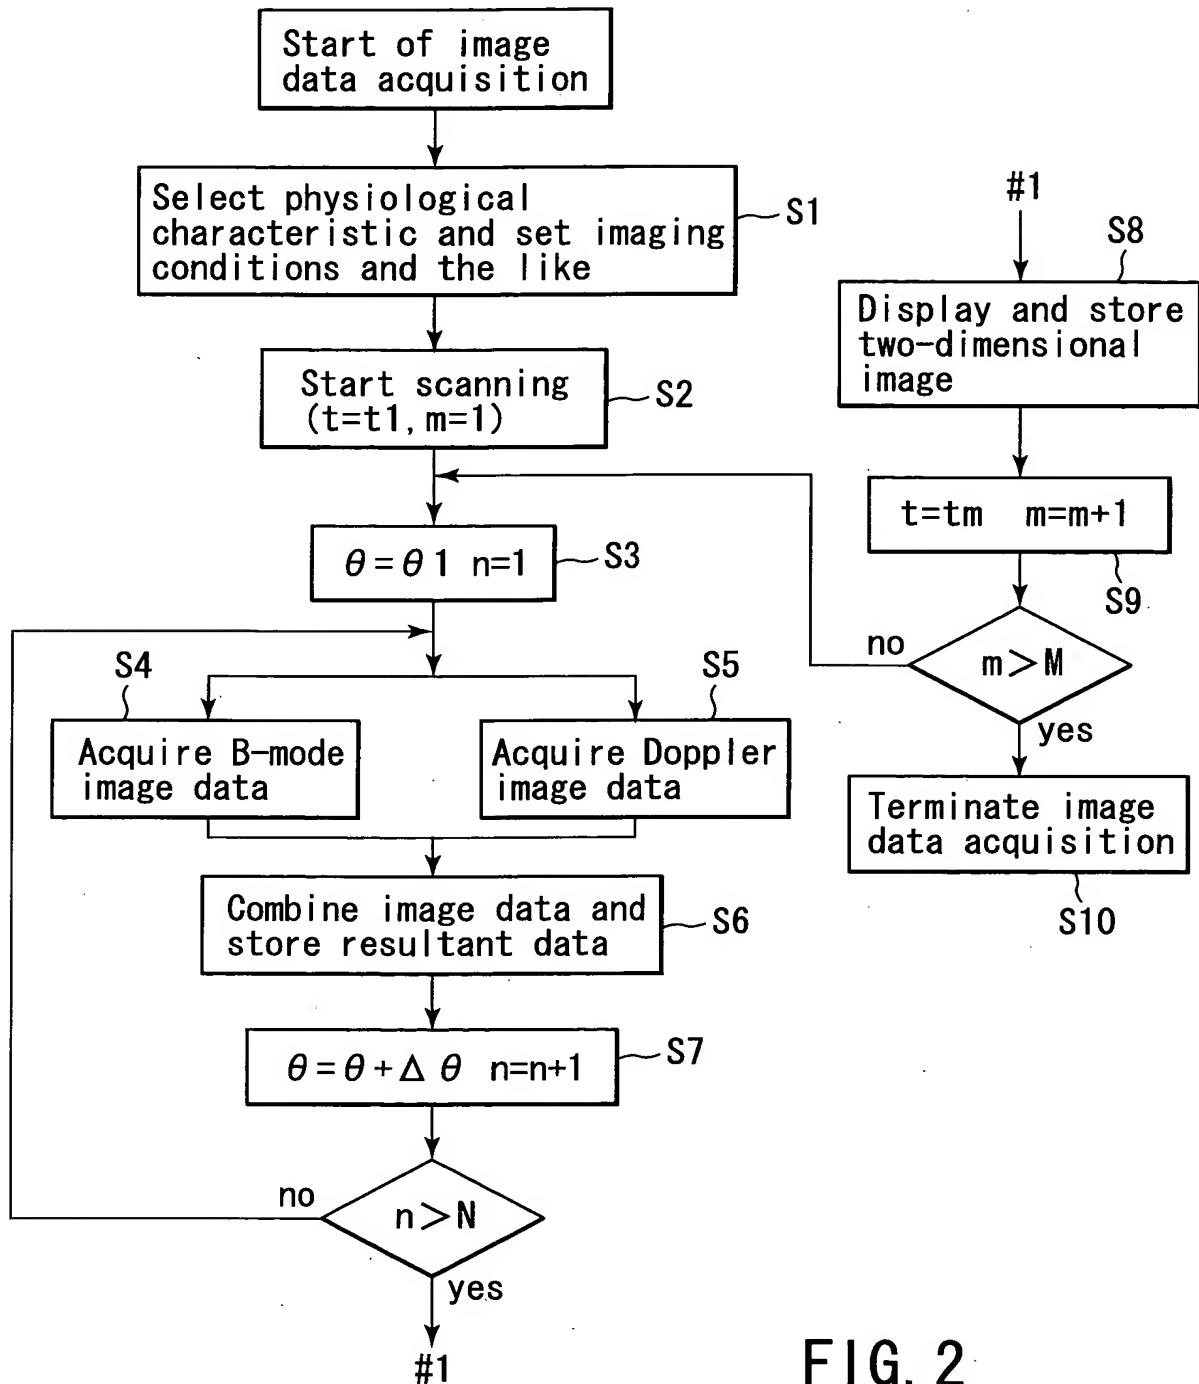 Start of image
data acquisition
Select physiological
characteristic and set imaging
conditions and the like
S1
Start scanning
(t=t1, m=1)
S2
θ=θ1 n=1
S3
S4
Acquire B-mode
image data
S5
Acquire Doppler
image data
Combine image data and
store resultant data
S6
θ=θ+Δθ n=n+1
S7
no
n>N
yes
#1
#1
S8
Display and store
two-dimensional
image
t=tm m=m+1
S9
no
m>M
yes
Terminate image
data acquisition
S10
FIG. 2